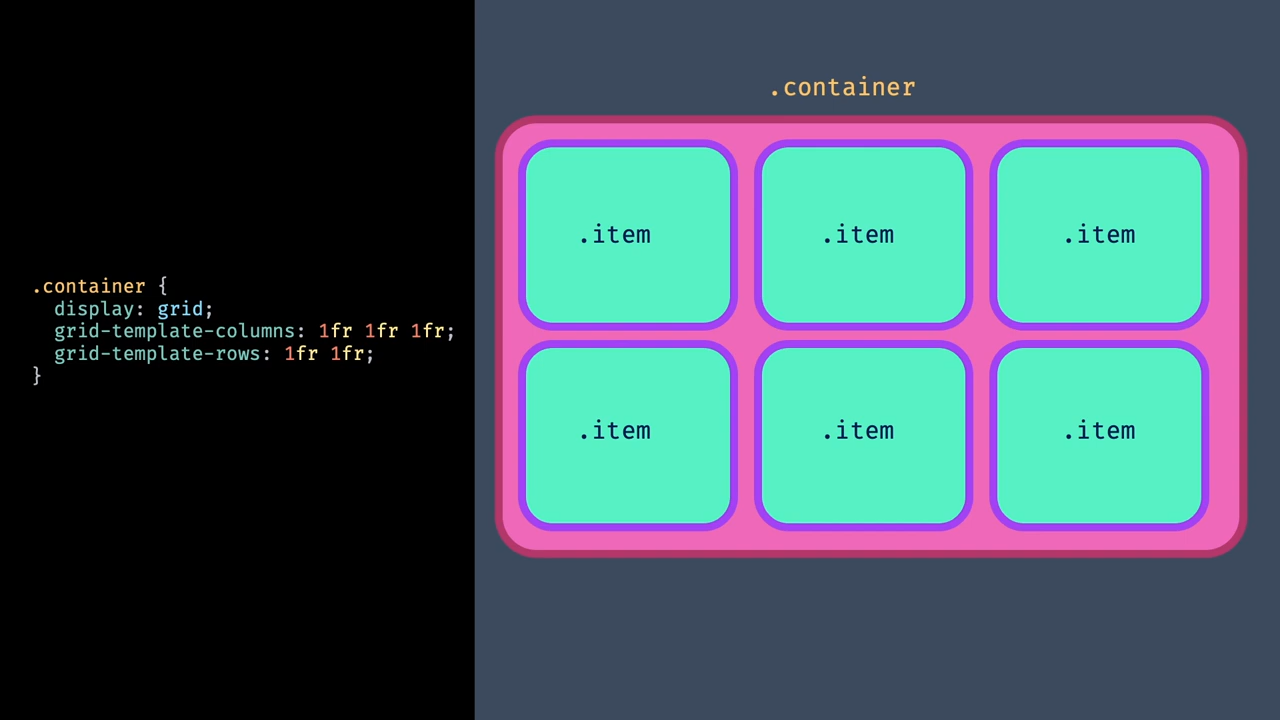 .container {
  display: grid;
  grid-template-columns: 1fr 1fr 1fr;
  grid-template-rows: 1fr 1fr;
}
.container
.item .item .item
.item .item .item